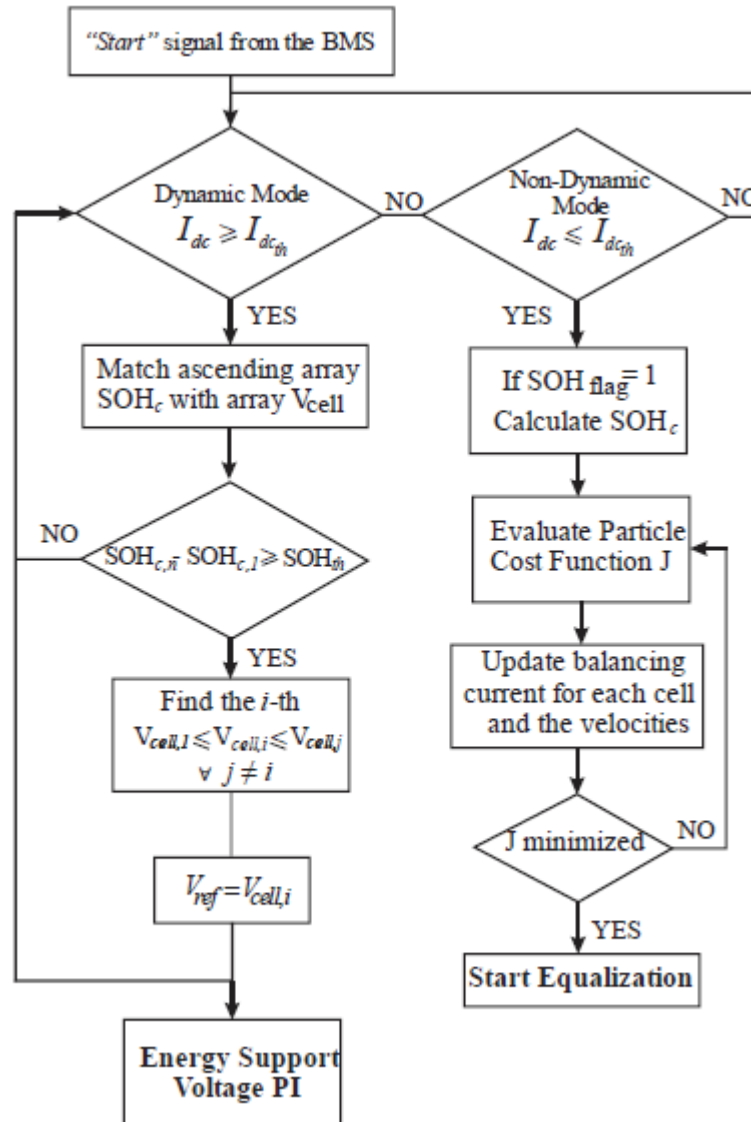 “Start” signal from the BMS
Dynamic Mode
I_dc ⩾ I_dc_th
NO
Non-Dynamic
Mode
I_dc ⩽ I_dc_th
NO
YES
YES
Match ascending array
SOH_c with array V_cell
If SOH_flag = 1
Calculate SOH_c
NO
SOH_c,n - SOH_c,1 ⩾ SOH_th
Evaluate Particle
Cost Function J
YES
Find the i-th
V_cell,1 ⩽ V_cell,i ⩽ V_cell,j
∀ j ≠ i
Update balancing
current for each cell
and the velocities
J minimized
NO
V_ref = V_cell,i
YES
Start Equalization
Energy Support
Voltage PI